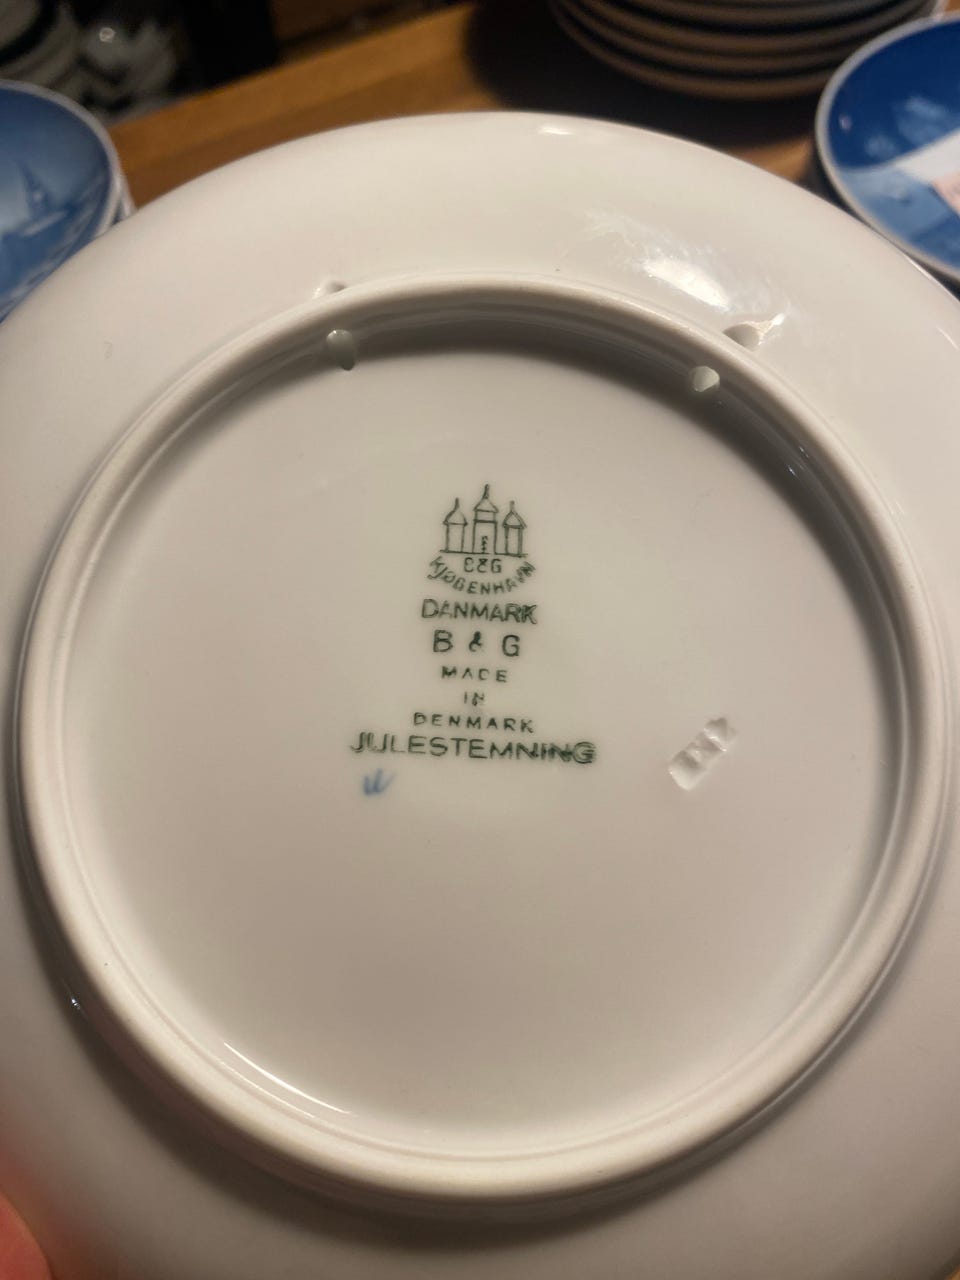 B&G
KJØBENHAVN
DANMARK
B & G
MADE
IN
DENMARK
JULESTEMNING